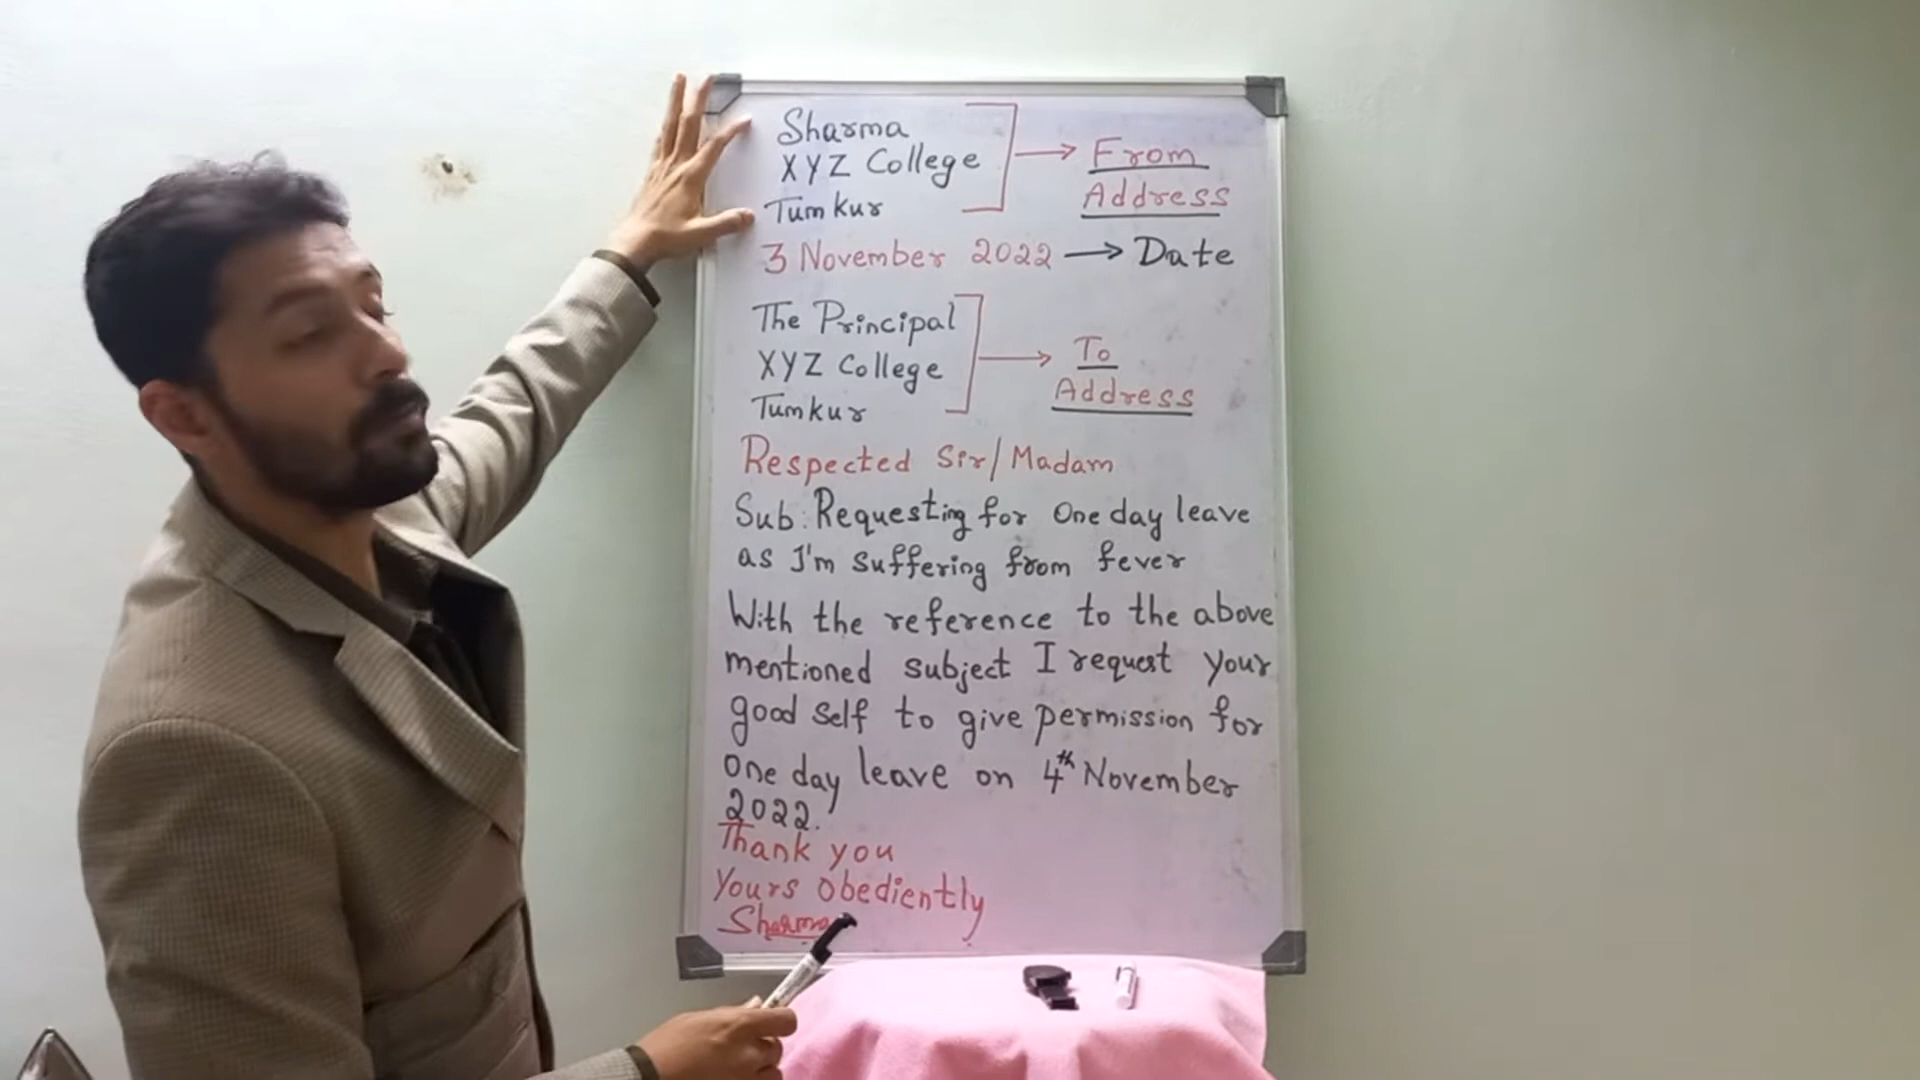 Sharma
XYZ College
Tumkur
From
Address
3 November 2022 → Date
The Principal
XYZ College
Tumkur
To
Address
Respected Sir/Madam
Sub: Requesting for One day leave
as I'm suffering from fever
With the reference to the above
mentioned subject I request your
good self to give permission for
One day leave on 4th November
2022.
Thank you
Yours Obediently
Sharma